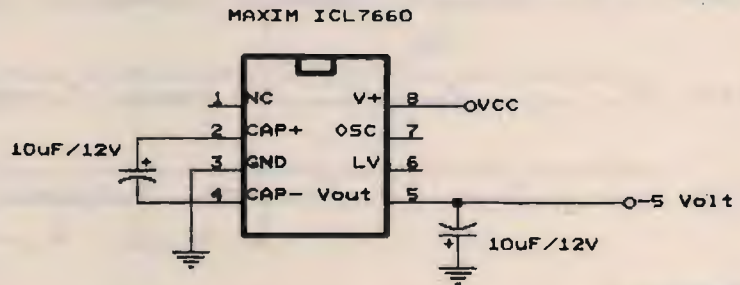 MAXIM ICL7660
1 NC V+ 8 VCC
2 CAP+ OSC 7
10uF/12V + 3 GND LV 6
4 CAP- Vout 5 -5 Volt
+ 10uF/12V